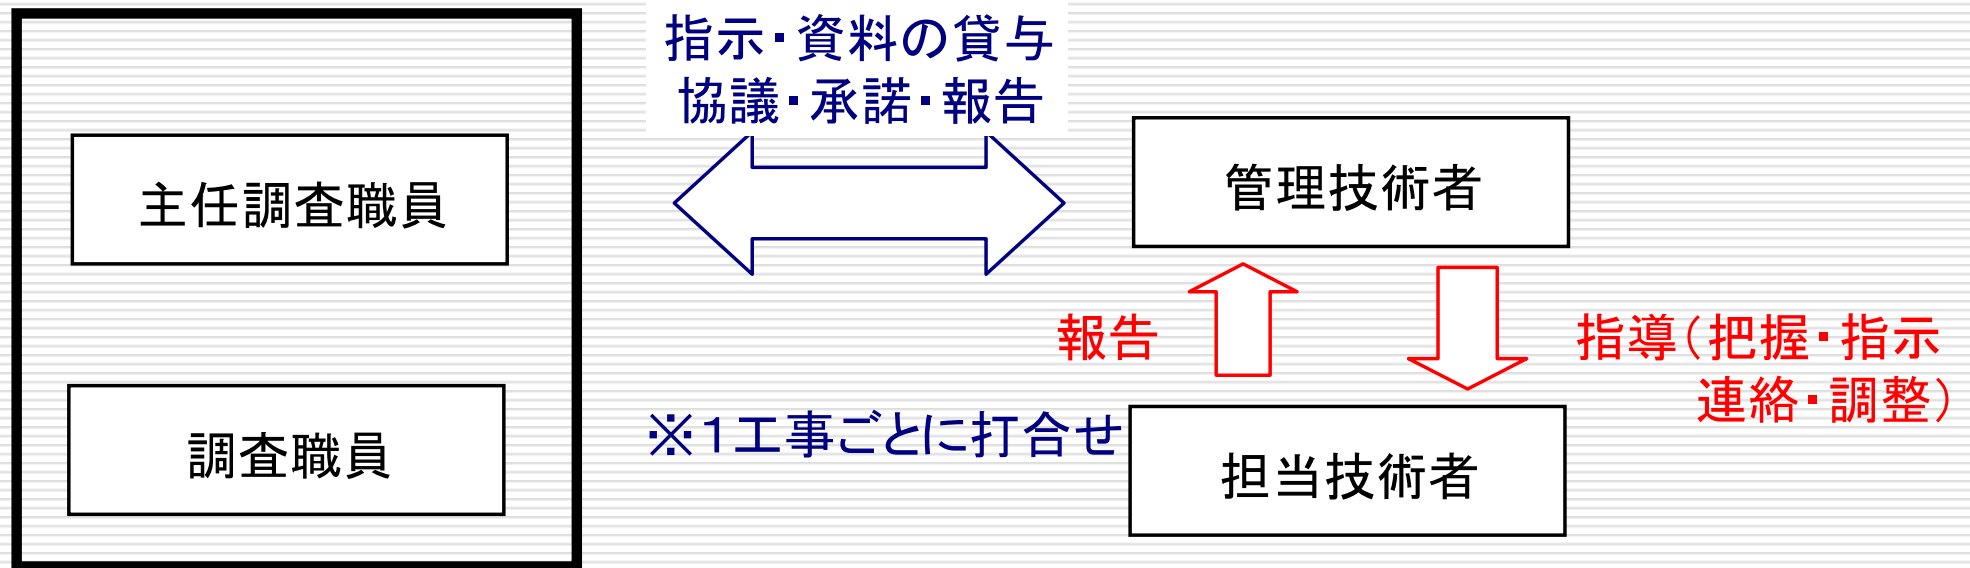 指示・資料の貸与
協議・承諾・報告
主任調査職員
管理技術者
報告
指導（把握・指示
連絡・調整）
調査職員
※1工事ごとに打合せ
担当技術者